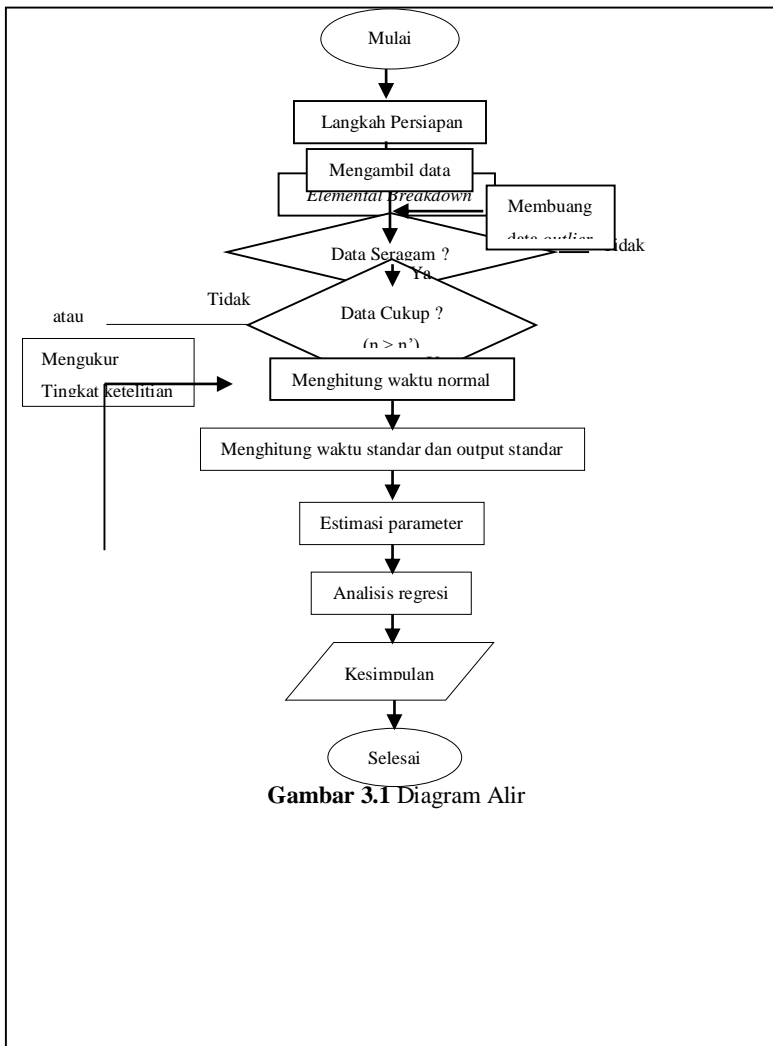 Mulai
Langkah Persiapan
Mengambil data
Elemental Breakdown
Membuang
data outlier
Tidak
Data Seragam ?
Ya
Tidak
atau
Data Cukup ?
(n > n’)
Mengukur
Tingkat ketelitian
Menghitung waktu normal
Menghitung waktu standar dan output standar
Estimasi parameter
Analisis regresi
Kesimpulan
Selesai
Gambar 3.1 Diagram Alir